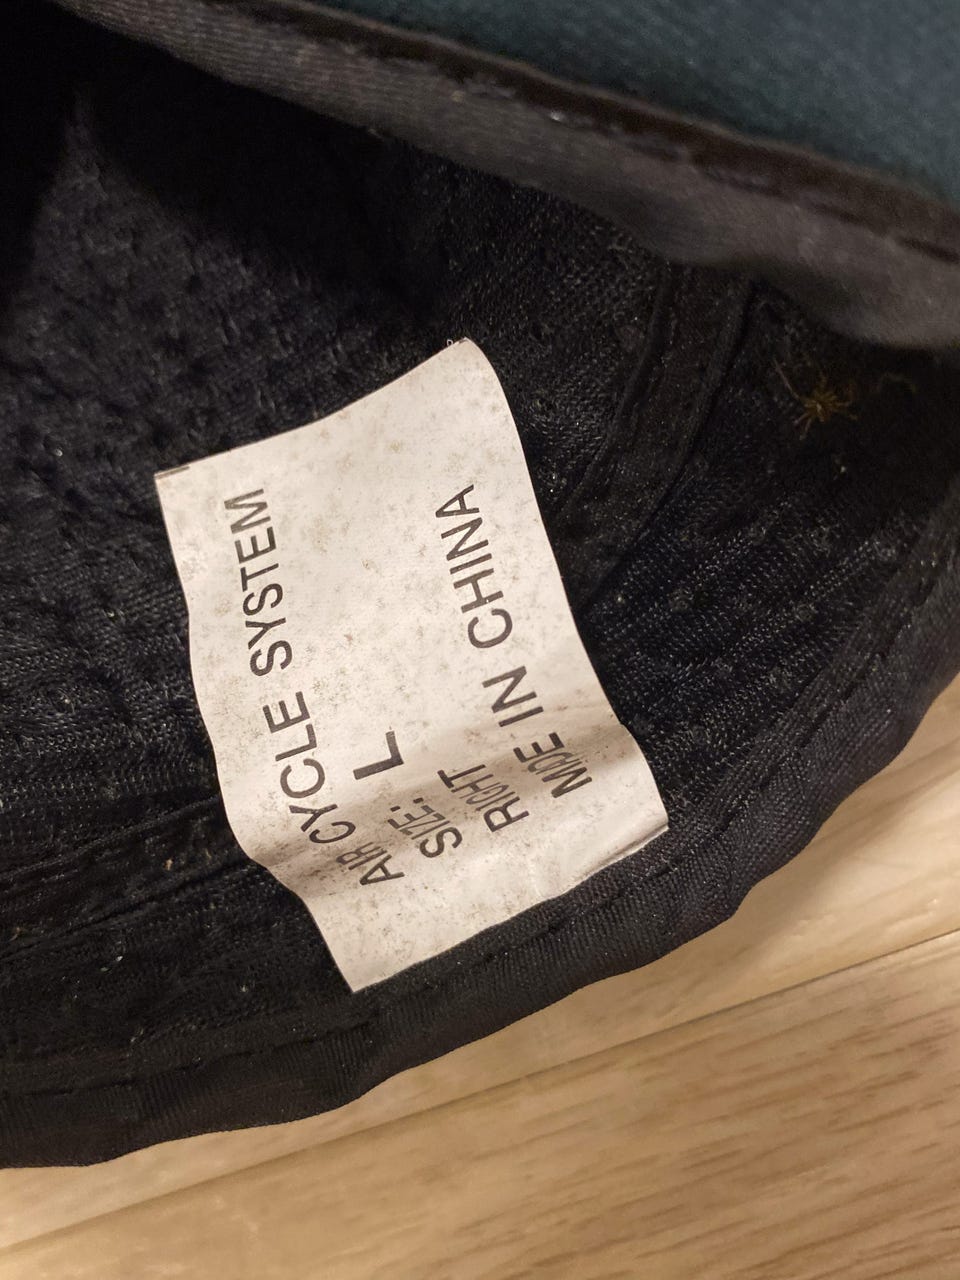 AIR CYCLE SYSTEM
SIZE: L
RIGHT
MADE IN CHINA